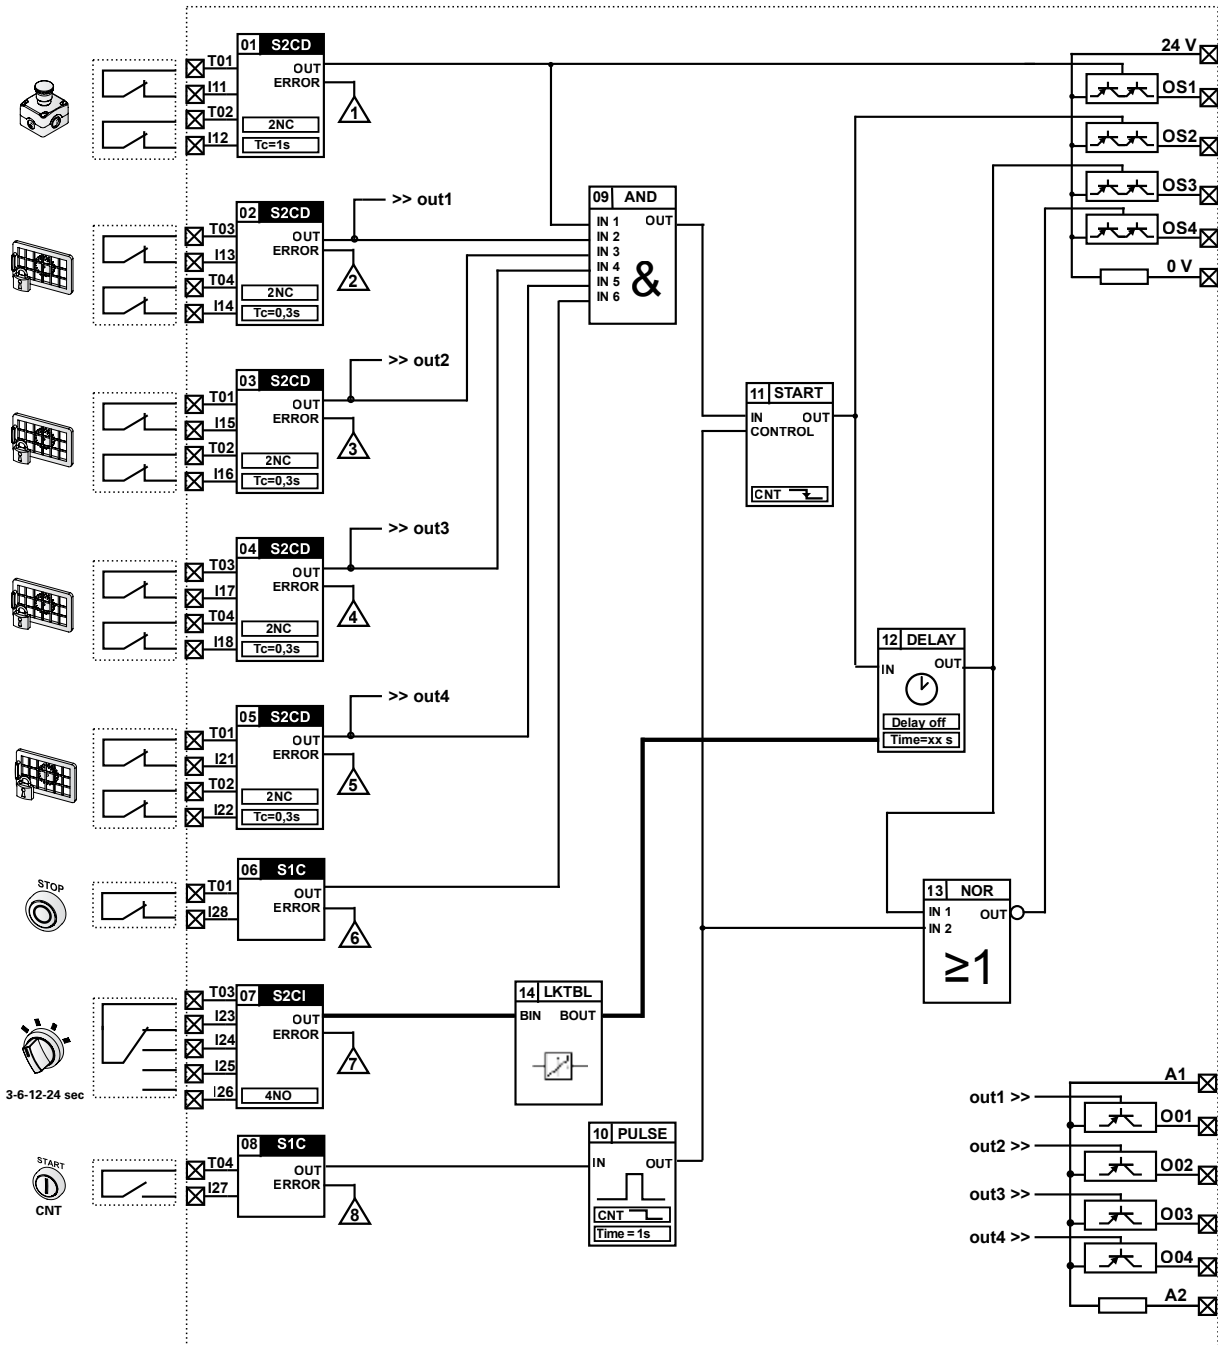 01 S2CD
T01
OUT
ERROR
I11
1
T02
2NC
I12
Tc=1s
24 V
OS1
OS2
OS3
OS4
0 V
02 S2CD
>> out1
T03
OUT
ERROR
I13
2
T04
2NC
I14
Tc=0,3s
09 AND
IN 1 OUT
IN 2
IN 3
IN 4
IN 5
IN 6
&
03 S2CD
>> out2
T01
OUT
ERROR
I15
3
T02
2NC
I16
Tc=0,3s
11 START
IN OUT
CONTROL
CNT
04 S2CD
>> out3
T03
OUT
ERROR
I17
4
T04
2NC
I18
Tc=0,3s
12 DELAY
IN OUT
Delay off
Time=xx s
05 S2CD
>> out4
T01
OUT
ERROR
I21
5
T02
2NC
I22
Tc=0,3s
STOP
06 S1C
T01
OUT
ERROR
I28
6
13 NOR
IN 1 OUT
IN 2
≥1
3-6-12-24 sec
07 S2CI
T03
OUT
ERROR
I23
I24
7
I25
I26
4NO
14 LKTBL
BIN BOUT
START
CNT
08 S1C
T04
OUT
ERROR
I27
8
10 PULSE
IN OUT
CNT
Time = 1s
A1
out1 >>
O01
out2 >>
O02
out3 >>
O03
out4 >>
O04
A2